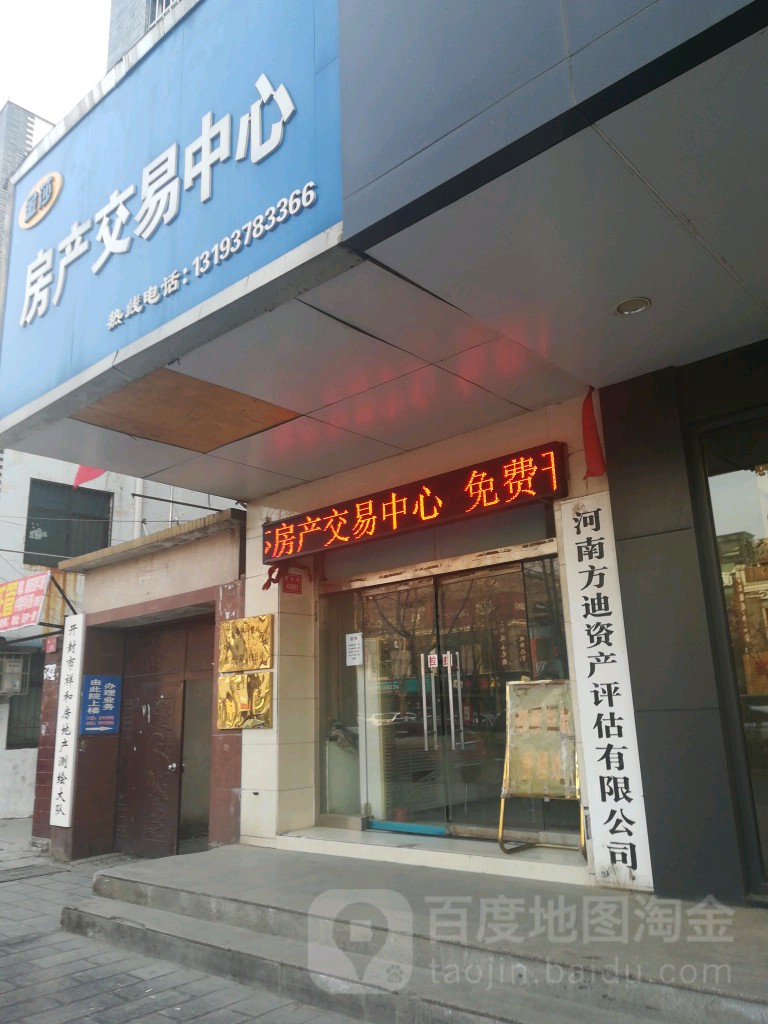 房产交易中心
热线电话：13193783366
房产交易中心 免费
河南方迪资产评估有限公司
开封市祥和房地产测绘大队
办理业务
由此院上楼
百度地图淘金
taojin.baidu.com